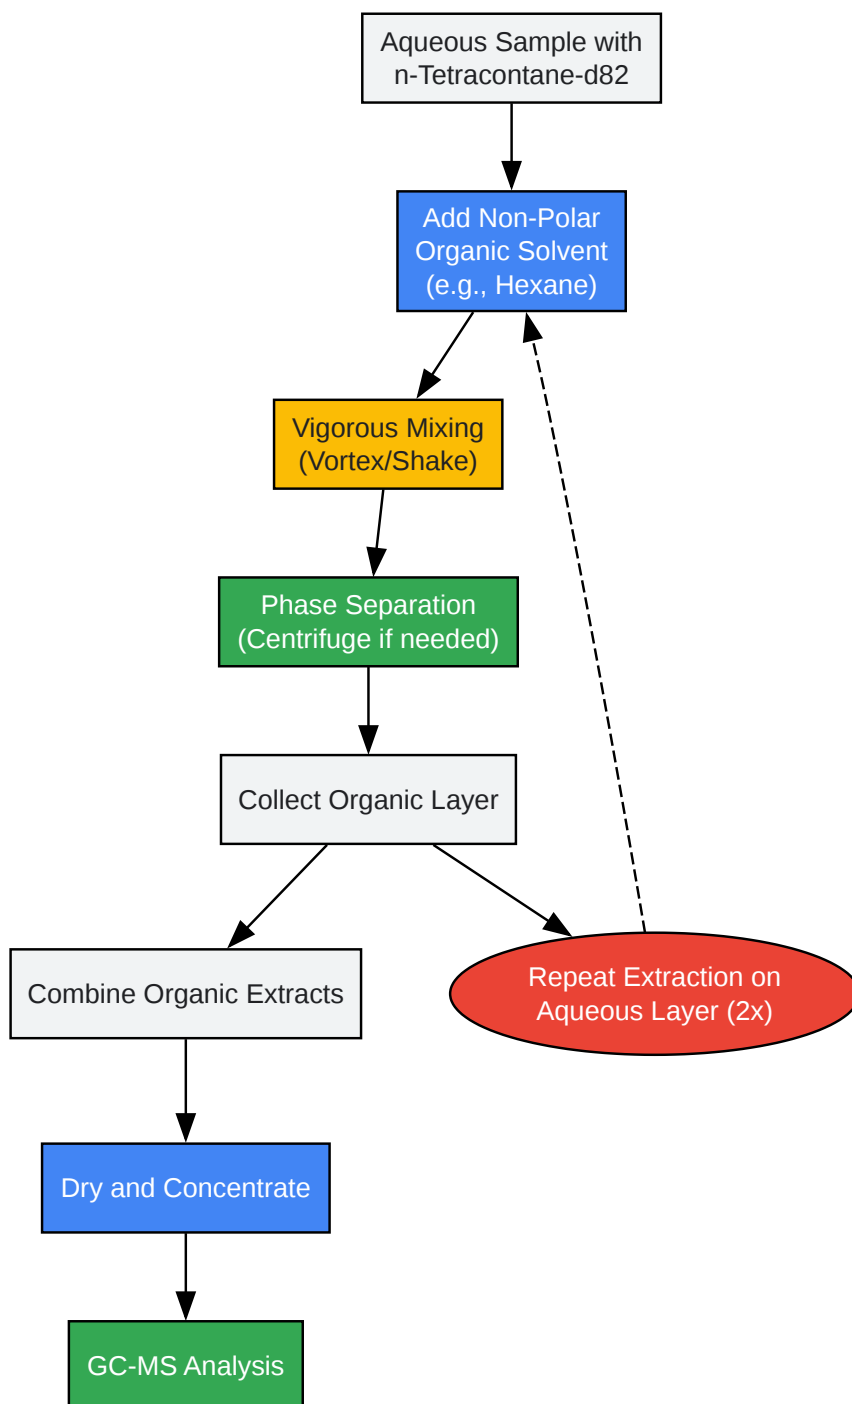 Aqueous Sample with
n-Tetracontane-d82
Add Non-Polar
Organic Solvent
(e.g., Hexane)
Vigorous Mixing
(Vortex/Shake)
Phase Separation
(Centrifuge if needed)
Collect Organic Layer
Combine Organic Extracts
Repeat Extraction on
Aqueous Layer (2x)
Dry and Concentrate
GC-MS Analysis